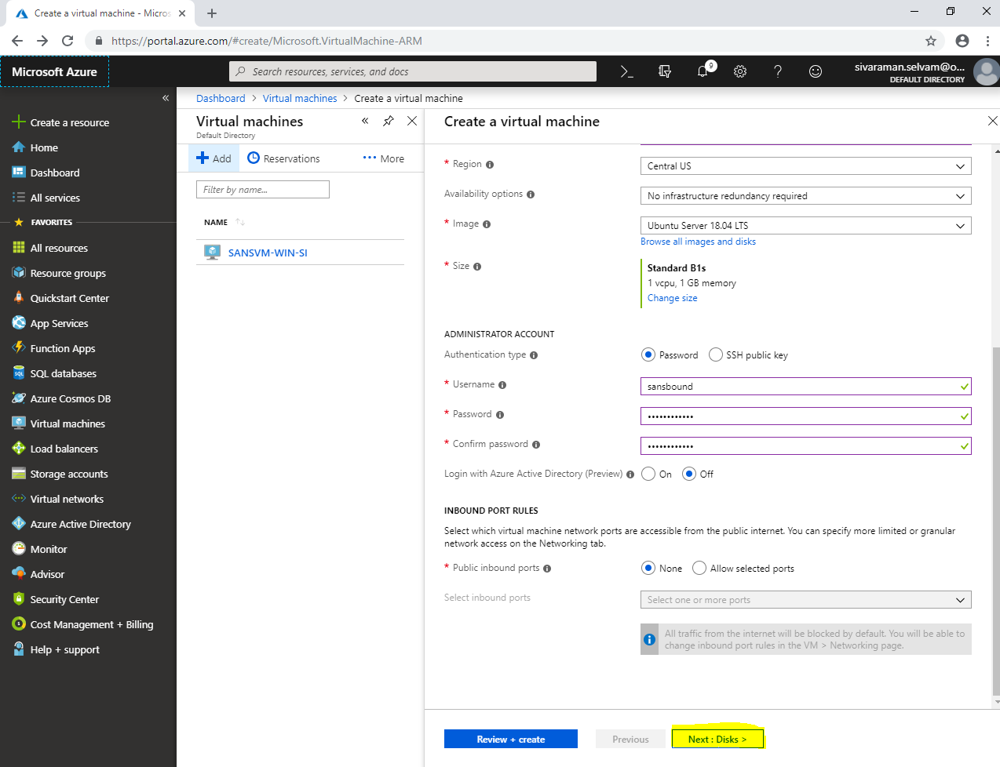 Create a virtual machine - Micros
https://portal.azure.com/#create/Microsoft.VirtualMachine-ARM
Microsoft Azure
Search resources, services, and docs
9
sivaraman.selvam@o...
DEFAULT DIRECTORY
Create a resource
Home
Dashboard
All services
FAVORITES
All resources
Resource groups
Quickstart Center
App Services
Function Apps
SQL databases
Azure Cosmos DB
Virtual machines
Load balancers
Storage accounts
Virtual networks
Azure Active Directory
Monitor
Advisor
Security Center
Cost Management + Billing
Help + support
Dashboard > Virtual machines > Create a virtual machine
Virtual machines
Default Directory
Add Reservations ... More
Filter by name...
NAME
SANSVM-WIN-SI
Create a virtual machine
* Region Central US
Availability options No infrastructure redundancy required
* Image Ubuntu Server 18.04 LTS
Browse all images and disks
* Size Standard B1s
1 vcpu, 1 GB memory
Change size
ADMINISTRATOR ACCOUNT
Authentication type Password SSH public key
* Username sansbound
* Password ••••••••••••
* Confirm password ••••••••••••
Login with Azure Active Directory (Preview) On Off
INBOUND PORT RULES
Select which virtual machine network ports are accessible from the public internet. You can specify more limited or granular
network access on the Networking tab.
* Public inbound ports None Allow selected ports
Select inbound ports Select one or more ports
All traffic from the internet will be blocked by default. You will be able to
change inbound port rules in the VM > Networking page.
Review + create Previous Next : Disks >